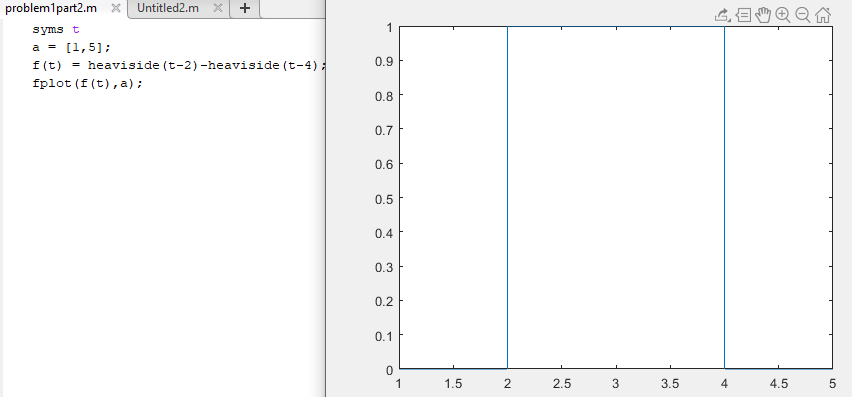 problem1part2.m × Untitled2.m × +
syms t
a = [1,5];
f(t) = heaviside(t-2)-heaviside(t-4);
fplot(f(t),a);
1
0.9
0.8
0.7
0.6
0.5
0.4
0.3
0.2
0.1
0
1 1.5 2 2.5 3 3.5 4 4.5 5